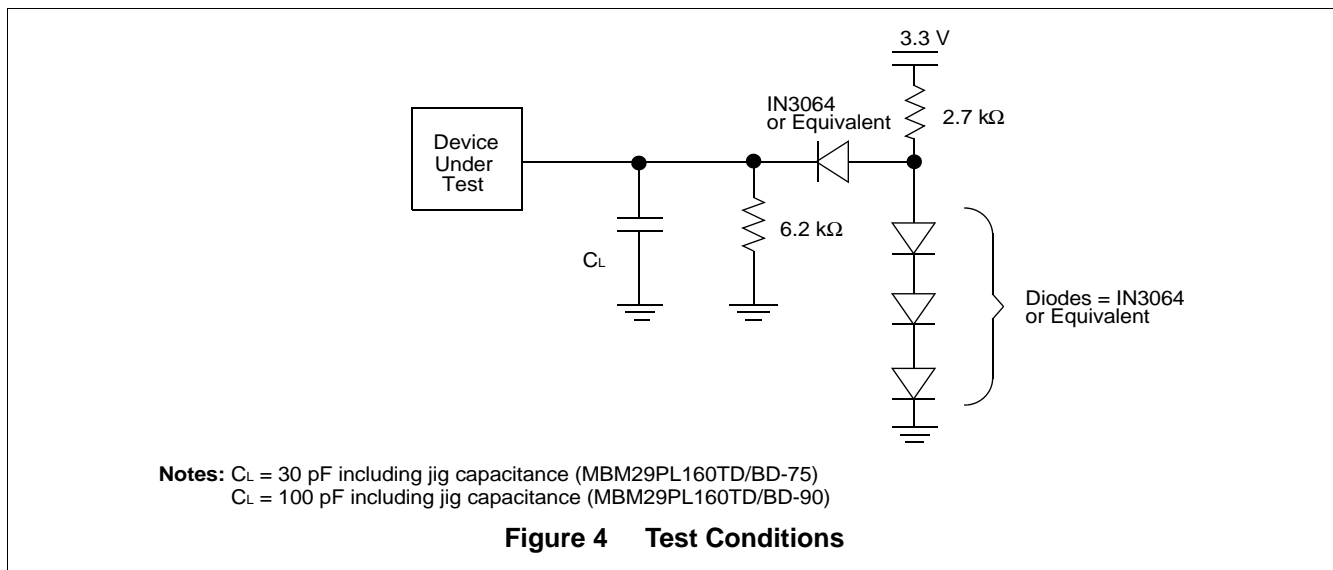 3.3 V
IN3064
or Equivalent
2.7 kΩ
Device
Under
Test
6.2 kΩ
CL
Diodes = IN3064
or Equivalent
Notes: CL = 30 pF including jig capacitance (MBM29PL160TD/BD-75)
CL = 100 pF including jig capacitance (MBM29PL160TD/BD-90)
Figure 4 Test Conditions